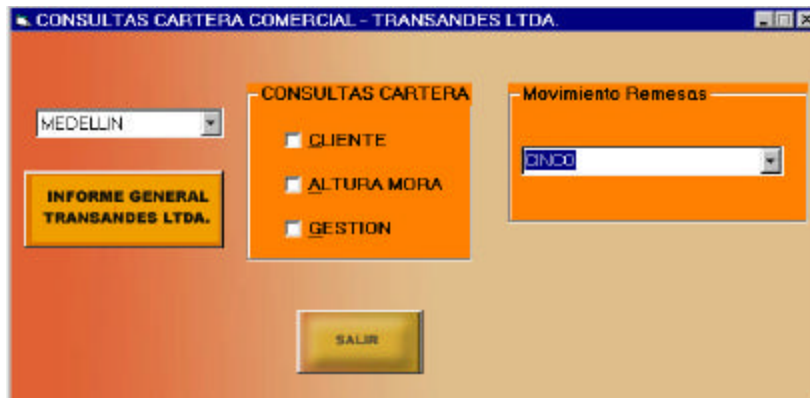 CONSULTAS CARTERA COMERCIAL - TRANSANDES LTDA.
MEDELLIN
INFORME GENERAL
TRANSANDES LTDA.
CONSULTAS CARTERA
CLIENTE
ALTURA MORA
GESTION
Movimiento Remesas
CINCO
SALIR